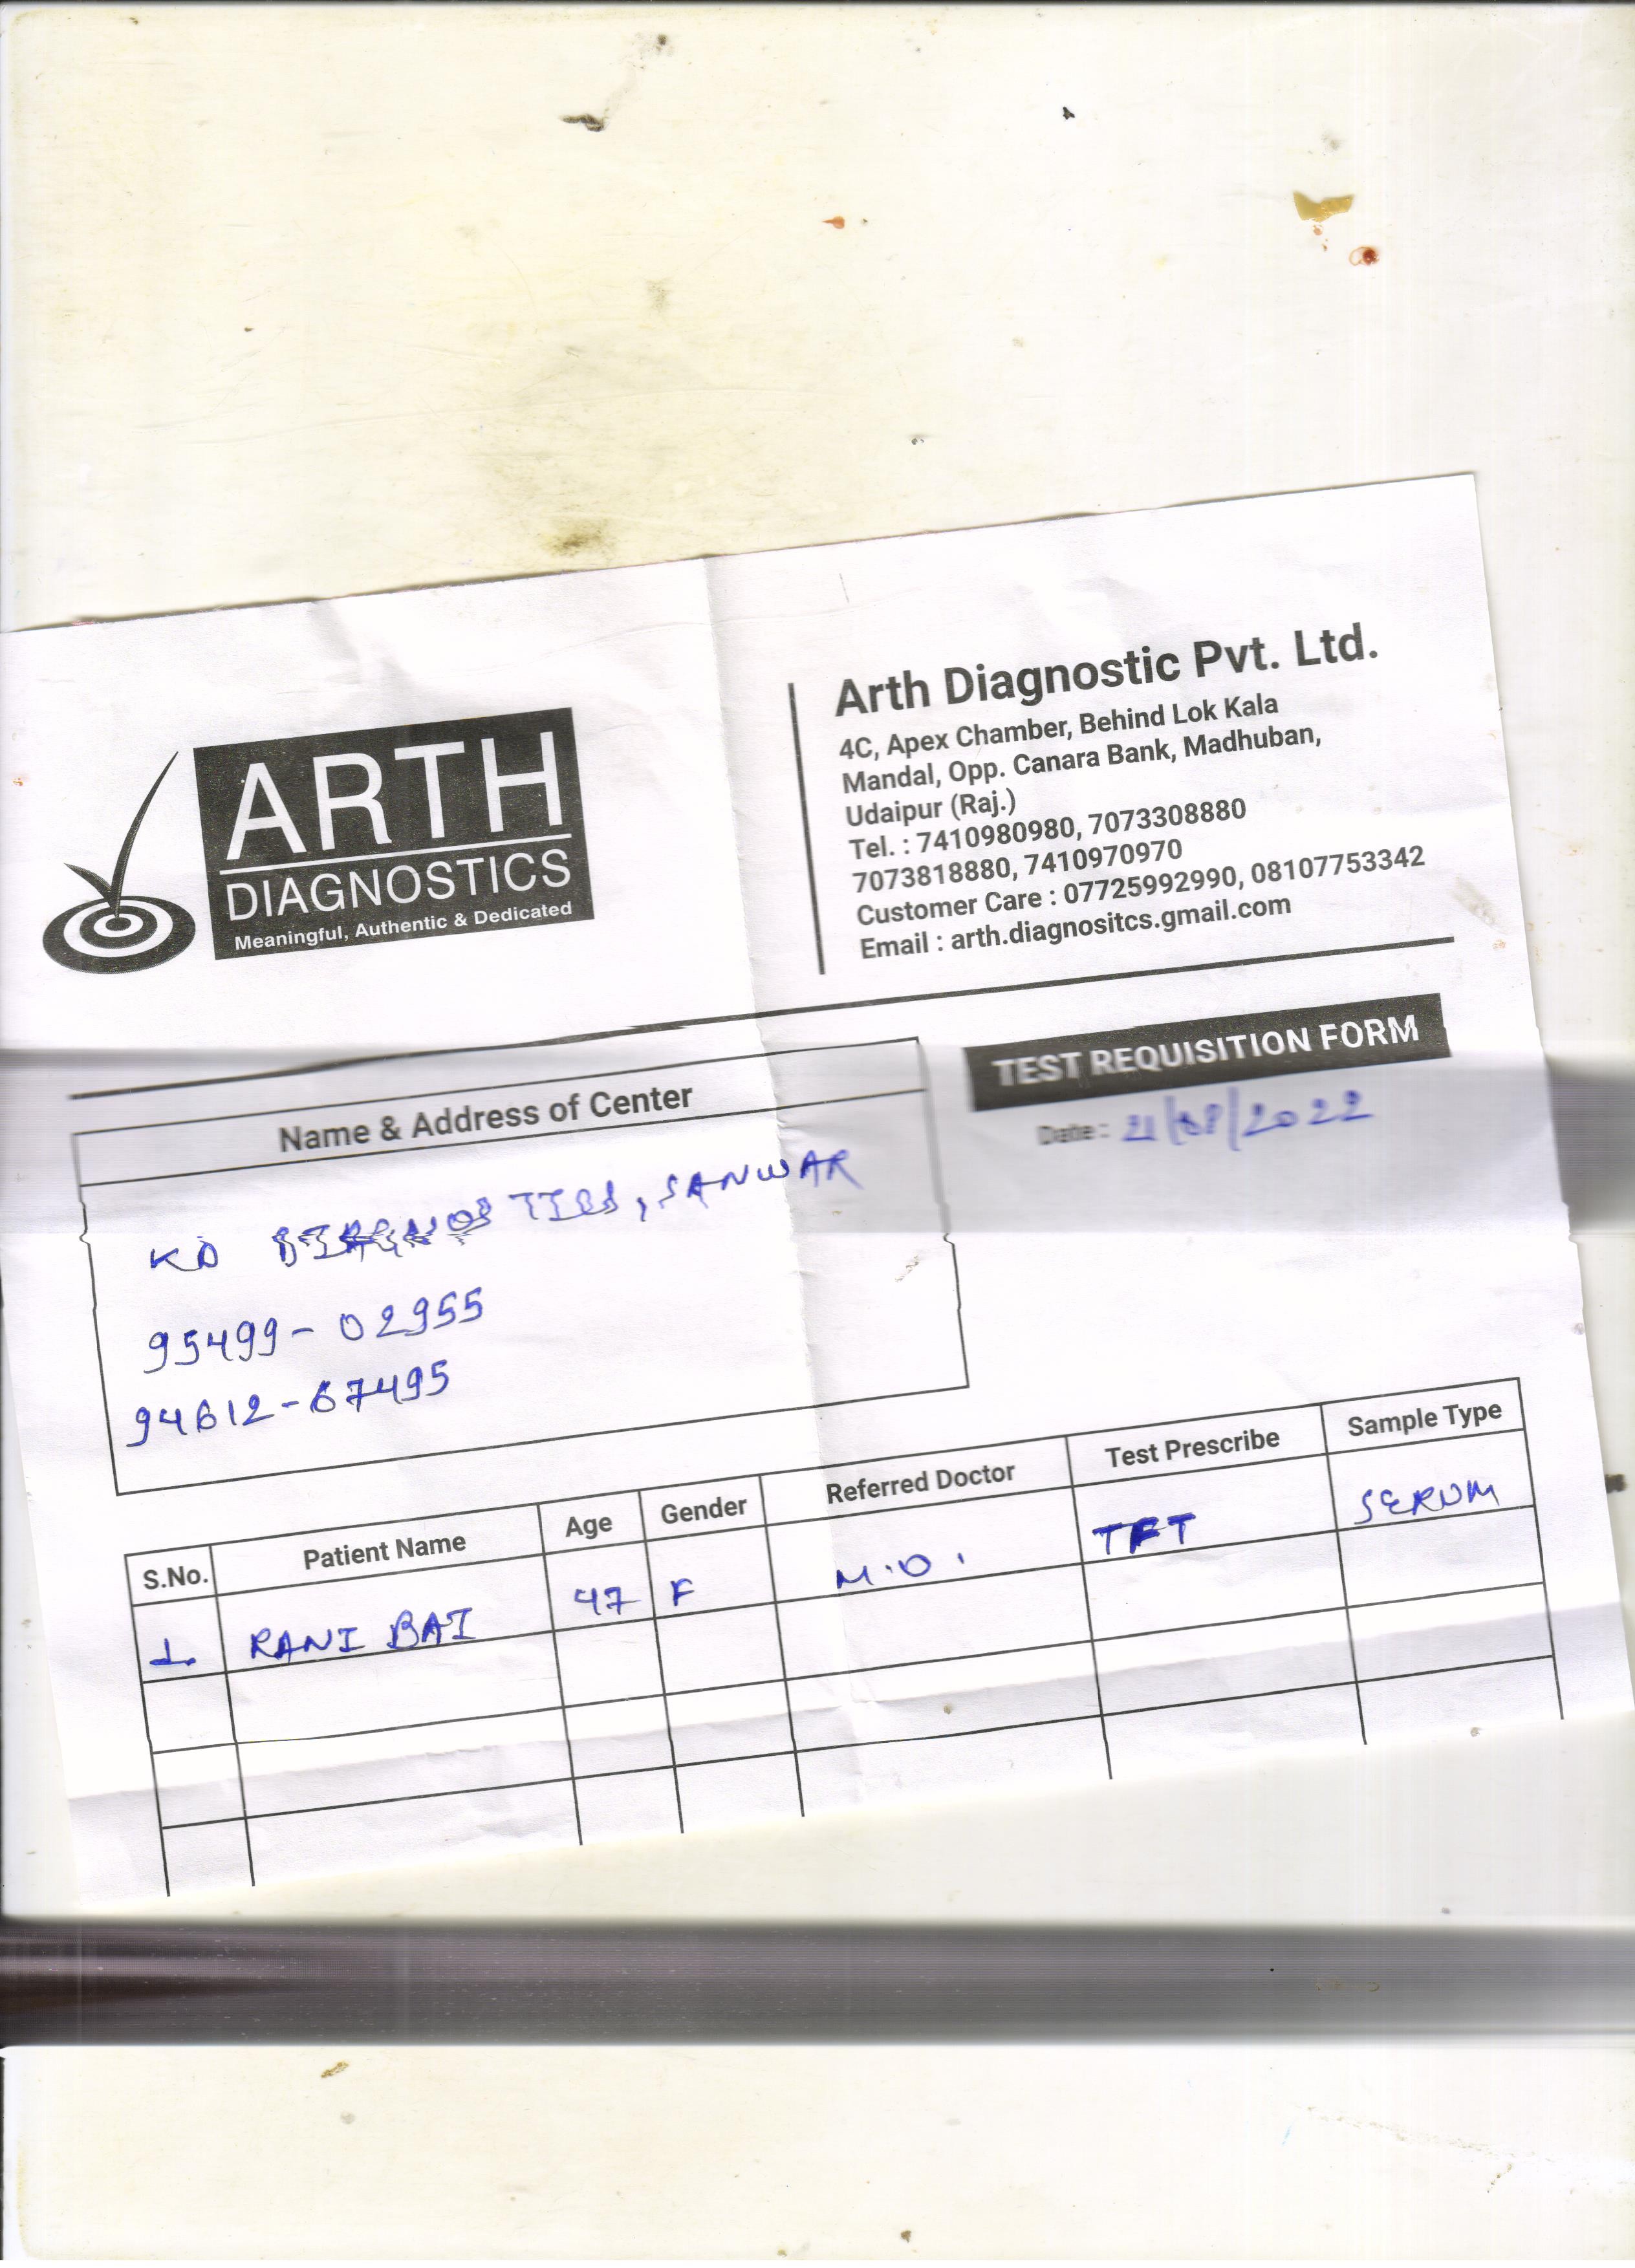 ARTH
DIAGNOSTICS
Meaningful, Authentic & Dedicated
Arth Diagnostic Pvt. Ltd.
4C, Apex Chamber, Behind Lok Kala
Mandal, Opp. Canara Bank, Madhuban,
Udaipur (Raj.)
Tel. : 7410980980, 7073308880
7073818880, 7410970970
Customer Care : 07725992990, 08107753342
Email : arth.diagnositcs.gmail.com
TEST REQUISITION FORM
Date : /2022
Name & Address of Center
KD , SANWAR
95499-02955
94612-67495
S.No. Patient Name Age Gender Referred Doctor Test Prescribe Sample Type
1. RANI BAI 47 F M.D. TFT SERUM